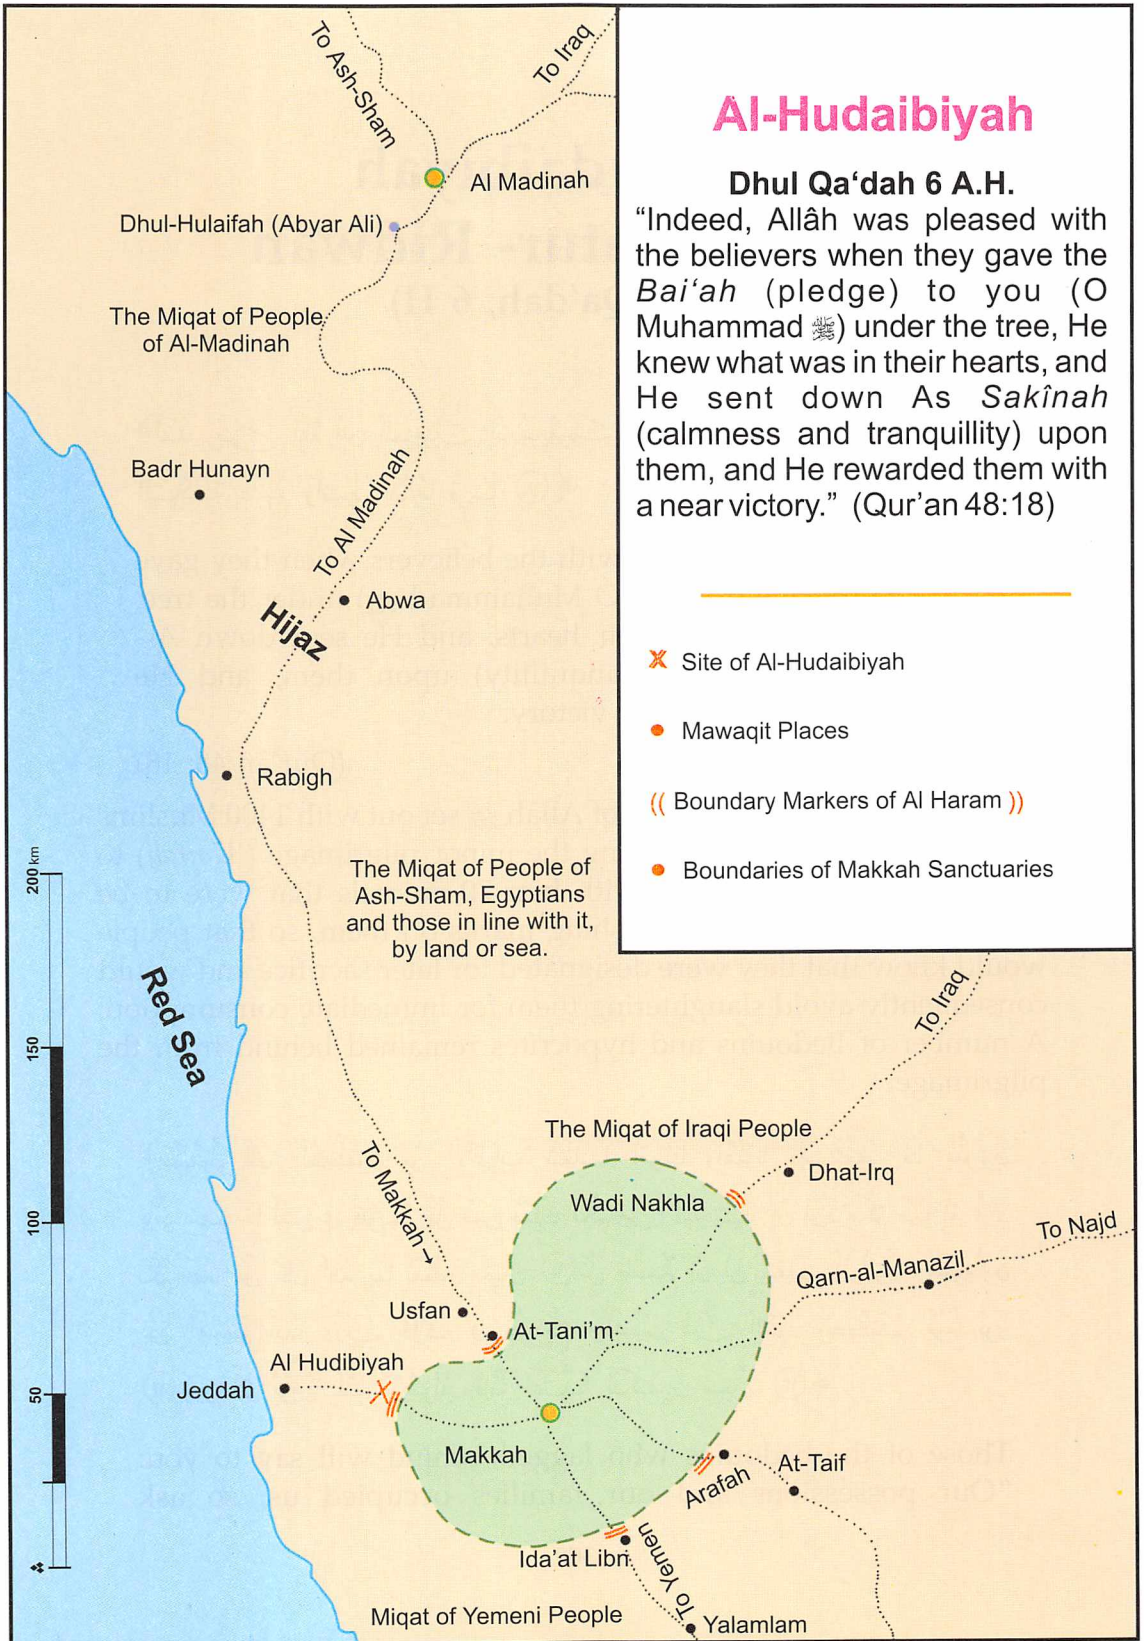 To Ash-Sham
To Iraq
Al Madinah
Dhul-Hulaifah (Abyar Ali)
The Miqat of People
of Al-Madinah
Badr Hunayn
To Al Madinah
Abwa
Hijaz
Rabigh
The Miqat of People of
Ash-Sham, Egyptians
and those in line with it,
by land or sea.
200 km
150
100
50
Red Sea
To Makkah →
Al-Hudaibiyah
Dhul Qa‘dah 6 A.H.
“Indeed, Allâh was pleased with
the believers when they gave the
Bai‘ah (pledge) to you (O
Muhammad ﷺ) under the tree, He
knew what was in their hearts, and
He sent down As Sakînah
(calmness and tranquillity) upon
them, and He rewarded them with
a near victory.” (Qur’an 48:18)
Site of Al-Hudaibiyah
Mawaqit Places
(( Boundary Markers of Al Haram ))
Boundaries of Makkah Sanctuaries
To Iraq
The Miqat of Iraqi People
Dhat-Irq
Wadi Nakhla
To Najd
Qarn-al-Manazil
Usfan
At-Tani’m
Al Hudibiyah
Jeddah
Makkah
Arafah
At-Taif
Ida’at Libn
To Yemen
Miqat of Yemeni People
Yalamlam